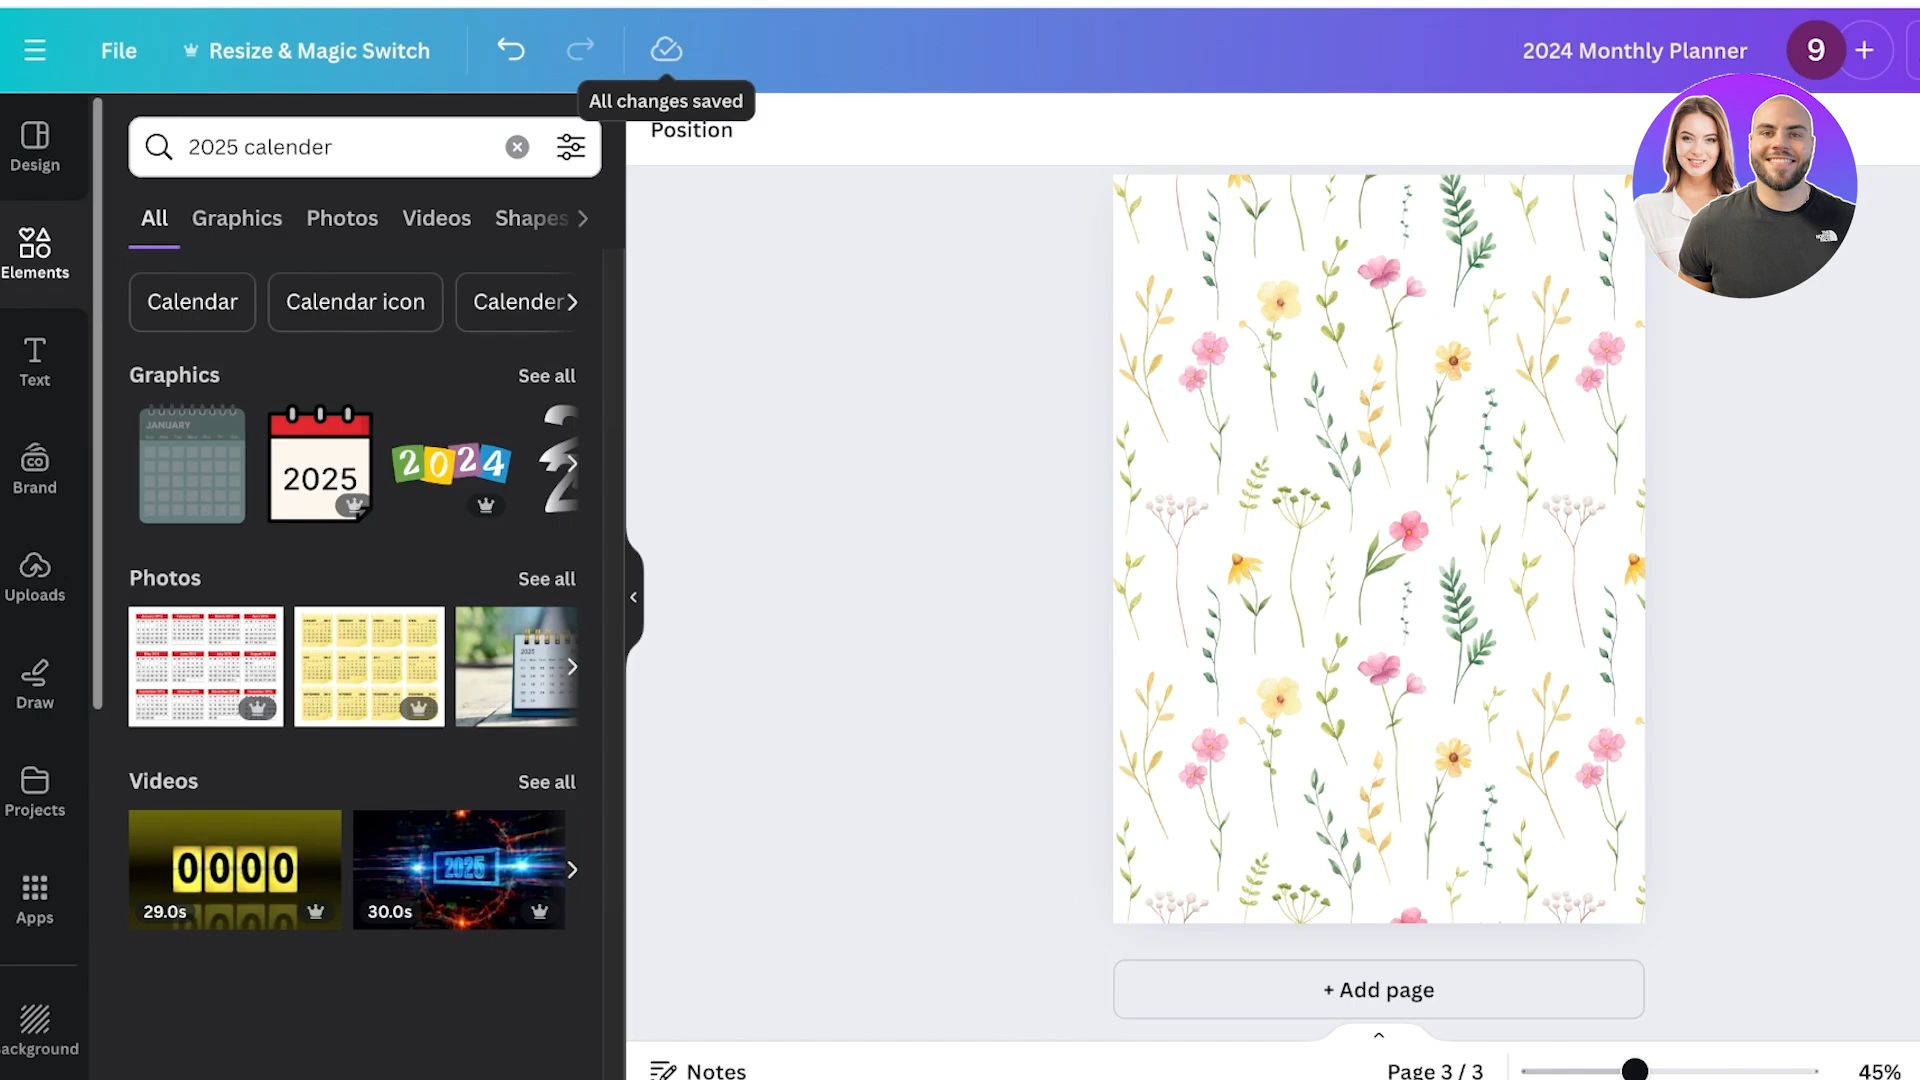 File
Resize & Magic Switch
2024 Monthly Planner
9
All changes saved
Position
Design
Elements
Text
Brand
Uploads
Draw
Projects
Apps
ackground
2025 calender
All
Graphics
Photos
Videos
Shapes
Calendar
Calendar icon
Calender
Graphics
See all
JANUARY
2025
2024
2
Photos
See all
2025
Videos
See all
0000
29.0s
2025
30.0s
+ Add page
Notes
Page 3 / 3
45%